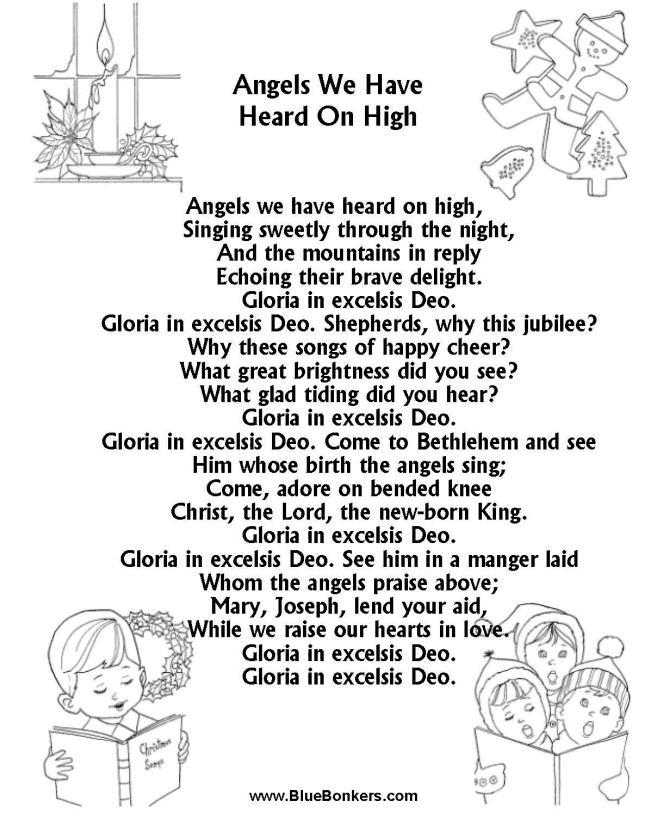 Angels We Have
Heard On High
Angels we have heard on high,
Singing sweetly through the night,
And the mountains in reply
Echoing their brave delight.
Gloria in excelsis Deo.
Gloria in excelsis Deo. Shepherds, why this jubilee?
Why these songs of happy cheer?
What great brightness did you see?
What glad tiding did you hear?
Gloria in excelsis Deo.
Gloria in excelsis Deo. Come to Bethlehem and see
Him whose birth the angels sing;
Come, adore on bended knee
Christ, the Lord, the new-born King.
Gloria in excelsis Deo.
Gloria in excelsis Deo. See him in a manger laid
Whom the angels praise above;
Mary, Joseph, lend your aid,
While we raise our hearts in love.
Gloria in excelsis Deo.
Gloria in excelsis Deo.
Christmas
Songs
www.BlueBonkers.com